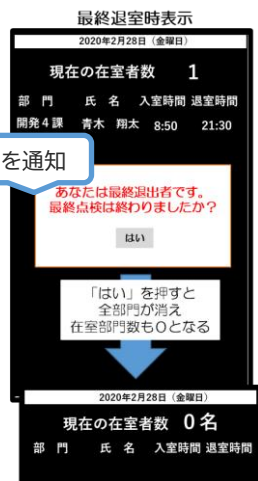 最終退室時表示
2020年2月28日（金曜日）
現在の在室者数 1
部 門 氏 名 入室時間 退室時間
開発4課 青木 翔太 8:50 21:30
を通知
あなたは最終退出者です。
最終点検は終わりましたか？
はい
「はい」を押すと
全部門が消え
在室部門数も0となる
2020年2月28日（金曜日）
現在の在室者数 0名
部 門 氏 名 入室時間 退室時間